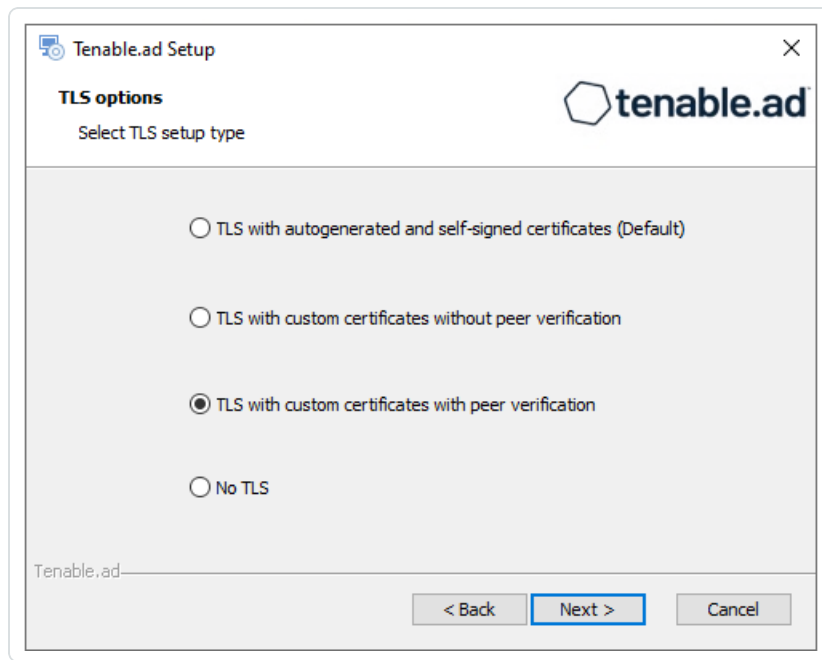 Tenable.ad Setup
TLS options
Select TLS setup type
tenable.ad
TLS with autogenerated and self-signed certificates (Default)
TLS with custom certificates without peer verification
TLS with custom certificates with peer verification
No TLS
Tenable.ad
< Back
Next >
Cancel